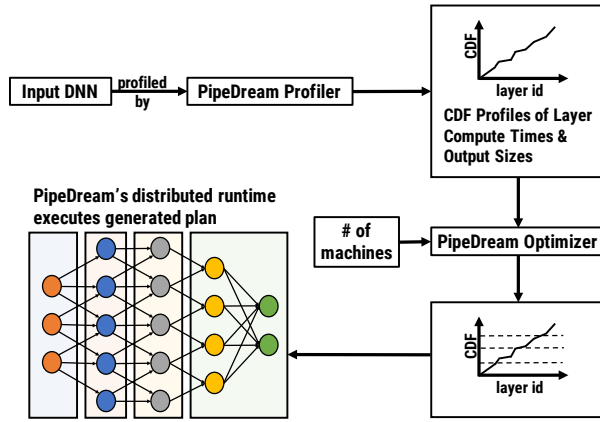 Input DNN
profiled
by
PipeDream Profiler
CDF
layer id
CDF Profiles of Layer
Compute Times &
Output Sizes
PipeDream's distributed runtime
executes generated plan
# of
machines
PipeDream Optimizer
CDF
layer id